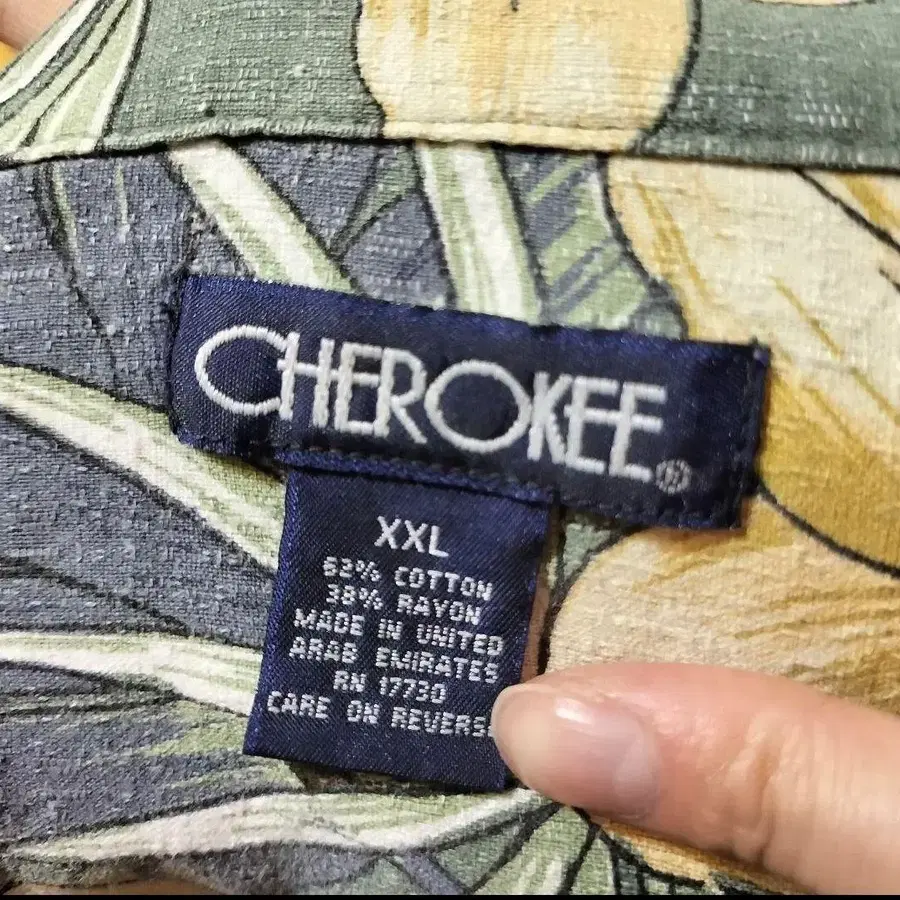 CHEROKEE®
XXL
62% COTTON
38% RAYON
MADE IN UNITED
ARAB EMIRATES
RN 17730
CARE ON REVERSE